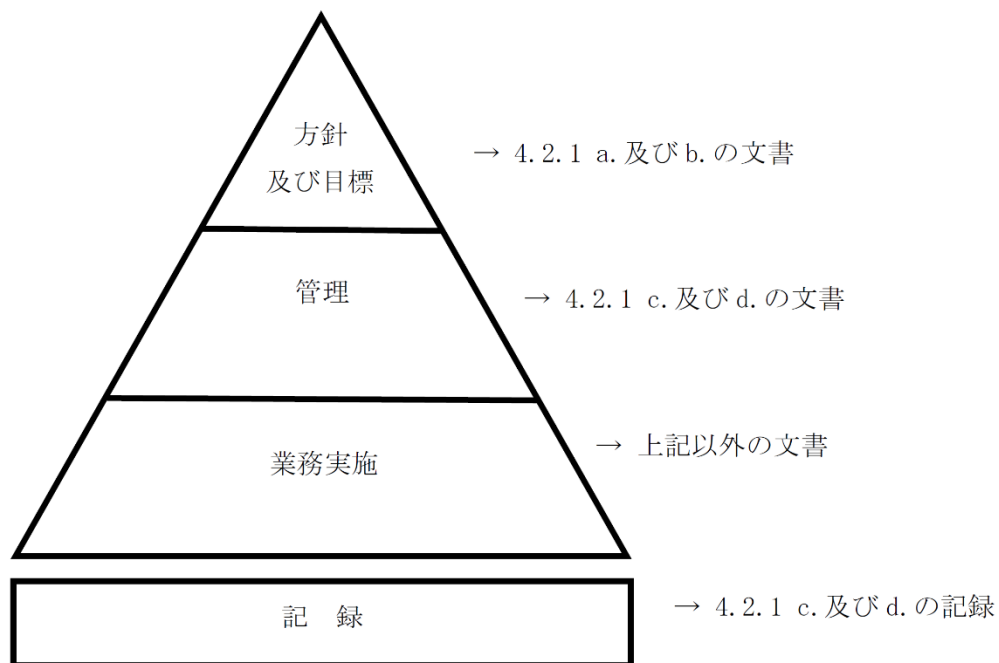 方針
及び目標
→ 4.2.1 a.及びb.の文書
管理
→ 4.2.1 c.及びd.の文書
業務実施
→ 上記以外の文書
記　録
→ 4.2.1 c.及びd.の記録